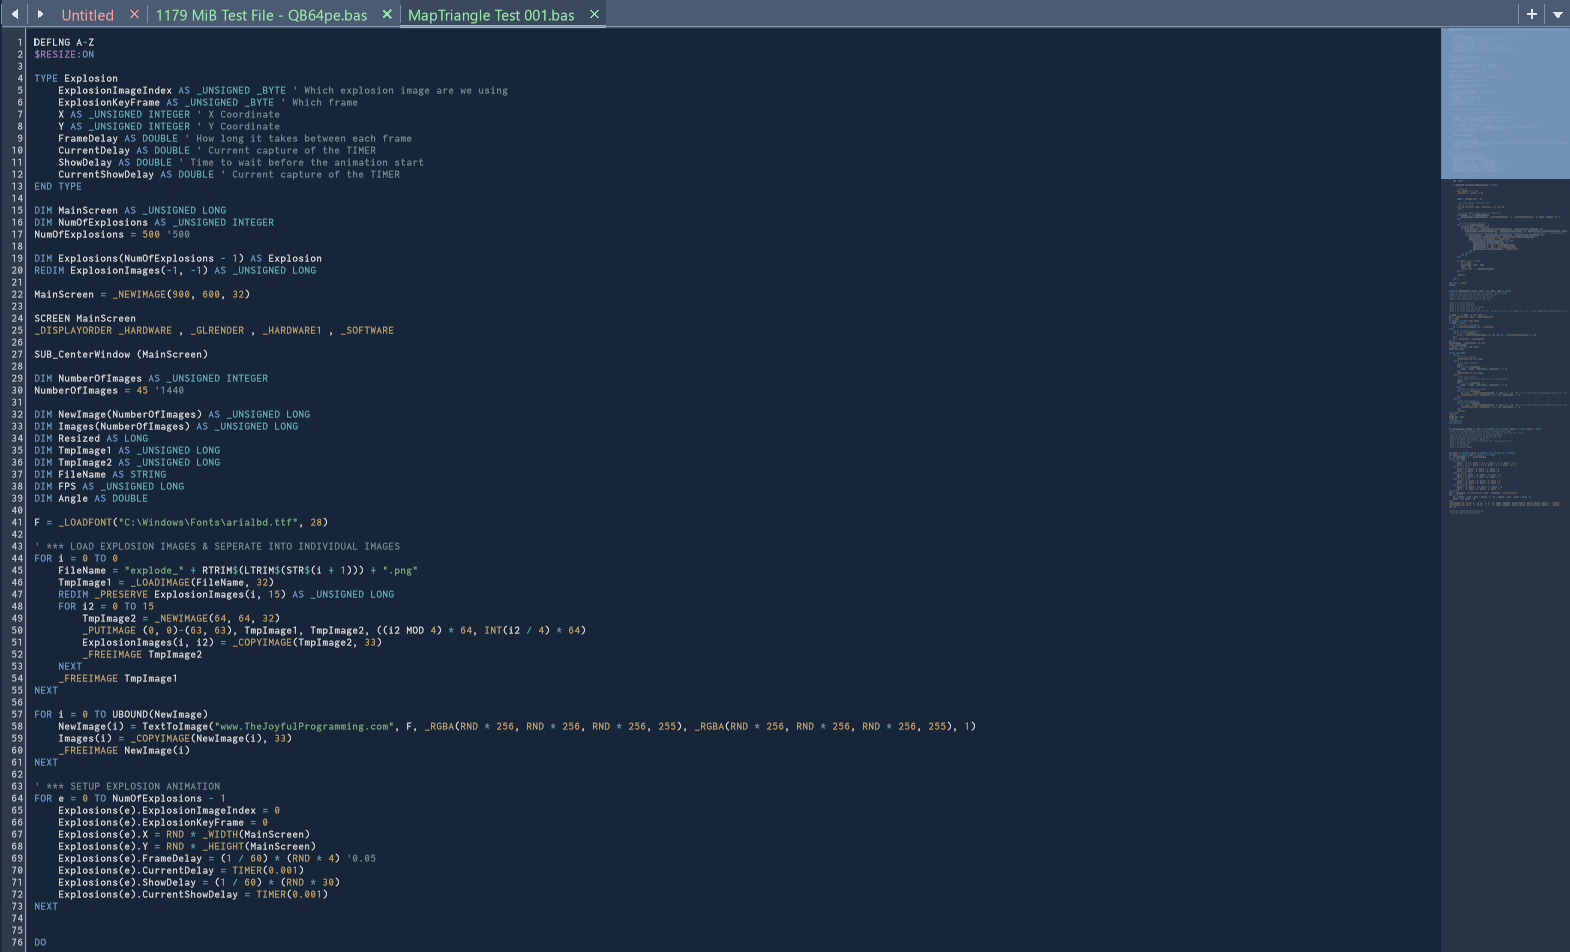 Untitled 1179 MiB Test File - QB64pe.bas MapTriangle Test 001.bas
1 DEFLNG A-Z
2 $RESIZE:ON
3
4 TYPE Explosion
5     ExplosionImageIndex AS _UNSIGNED _BYTE ' Which explosion image are we using
6     ExplosionKeyFrame AS _UNSIGNED _BYTE ' Which frame
7     X AS _UNSIGNED INTEGER ' X Coordinate
8     Y AS _UNSIGNED INTEGER ' Y Coordinate
9     FrameDelay AS DOUBLE ' How long it takes between each frame
10     CurrentDelay AS DOUBLE ' Current capture of the TIMER
11     ShowDelay AS DOUBLE ' Time to wait before the animation start
12     CurrentShowDelay AS DOUBLE ' Current capture of the TIMER
13 END TYPE
14
15 DIM MainScreen AS _UNSIGNED LONG
16 DIM NumOfExplosions AS _UNSIGNED INTEGER
17 NumOfExplosions = 500 '500
18
19 DIM Explosions(NumOfExplosions - 1) AS Explosion
20 REDIM ExplosionImages(-1, -1) AS _UNSIGNED LONG
21
22 MainScreen = _NEWIMAGE(900, 600, 32)
23
24 SCREEN MainScreen
25 _DISPLAYORDER _HARDWARE , _GLRENDER , _HARDWARE1 , _SOFTWARE
26
27 SUB_CenterWindow (MainScreen)
28
29 DIM NumberOfImages AS _UNSIGNED INTEGER
30 NumberOfImages = 45 '1440
31
32 DIM NewImage(NumberOfImages) AS _UNSIGNED LONG
33 DIM Images(NumberOfImages) AS _UNSIGNED LONG
34 DIM Resized AS LONG
35 DIM TmpImage1 AS _UNSIGNED LONG
36 DIM TmpImage2 AS _UNSIGNED LONG
37 DIM FileName AS STRING
38 DIM FPS AS _UNSIGNED LONG
39 DIM Angle AS DOUBLE
40
41 F = _LOADFONT("C:\Windows\Fonts\arialbd.ttf", 28)
42
43 ' *** LOAD EXPLOSION IMAGES & SEPERATE INTO INDIVIDUAL IMAGES
44 FOR i = 0 TO 0
45     FileName = "explode_" + RTRIM$(LTRIM$(STR$(i + 1))) + ".png"
46     TmpImage1 = _LOADIMAGE(FileName, 32)
47     REDIM _PRESERVE ExplosionImages(i, 15) AS _UNSIGNED LONG
48     FOR i2 = 0 TO 15
49         TmpImage2 = _NEWIMAGE(64, 64, 32)
50         _PUTIMAGE (0, 0)-(63, 63), TmpImage1, TmpImage2, ((i2 MOD 4) * 64, INT(i2 / 4) * 64)
51         ExplosionImages(i, i2) = _COPYIMAGE(TmpImage2, 33)
52         _FREEIMAGE TmpImage2
53     NEXT
54     _FREEIMAGE TmpImage1
55 NEXT
56
57 FOR i = 0 TO UBOUND(NewImage)
58     NewImage(i) = TextToImage("www.TheJoyfulProgramming.com", F, _RGBA(RND * 256, RND * 256, RND * 256, 255), _RGBA(RND * 256, RND * 256, RND * 256, 255), 1)
59     Images(i) = _COPYIMAGE(NewImage(i), 33)
60     _FREEIMAGE NewImage(i)
61 NEXT
62
63 ' *** SETUP EXPLOSION ANIMATION
64 FOR e = 0 TO NumOfExplosions - 1
65     Explosions(e).ExplosionImageIndex = 0
66     Explosions(e).ExplosionKeyFrame = 0
67     Explosions(e).X = RND * _WIDTH(MainScreen)
68     Explosions(e).Y = RND * _HEIGHT(MainScreen)
69     Explosions(e).FrameDelay = (1 / 60) * (RND * 4) '0.05
70     Explosions(e).CurrentDelay = TIMER(0.001)
71     Explosions(e).ShowDelay = (1 / 60) * (RND * 30)
72     Explosions(e).CurrentShowDelay = TIMER(0.001)
73 NEXT
74
75
76 DO